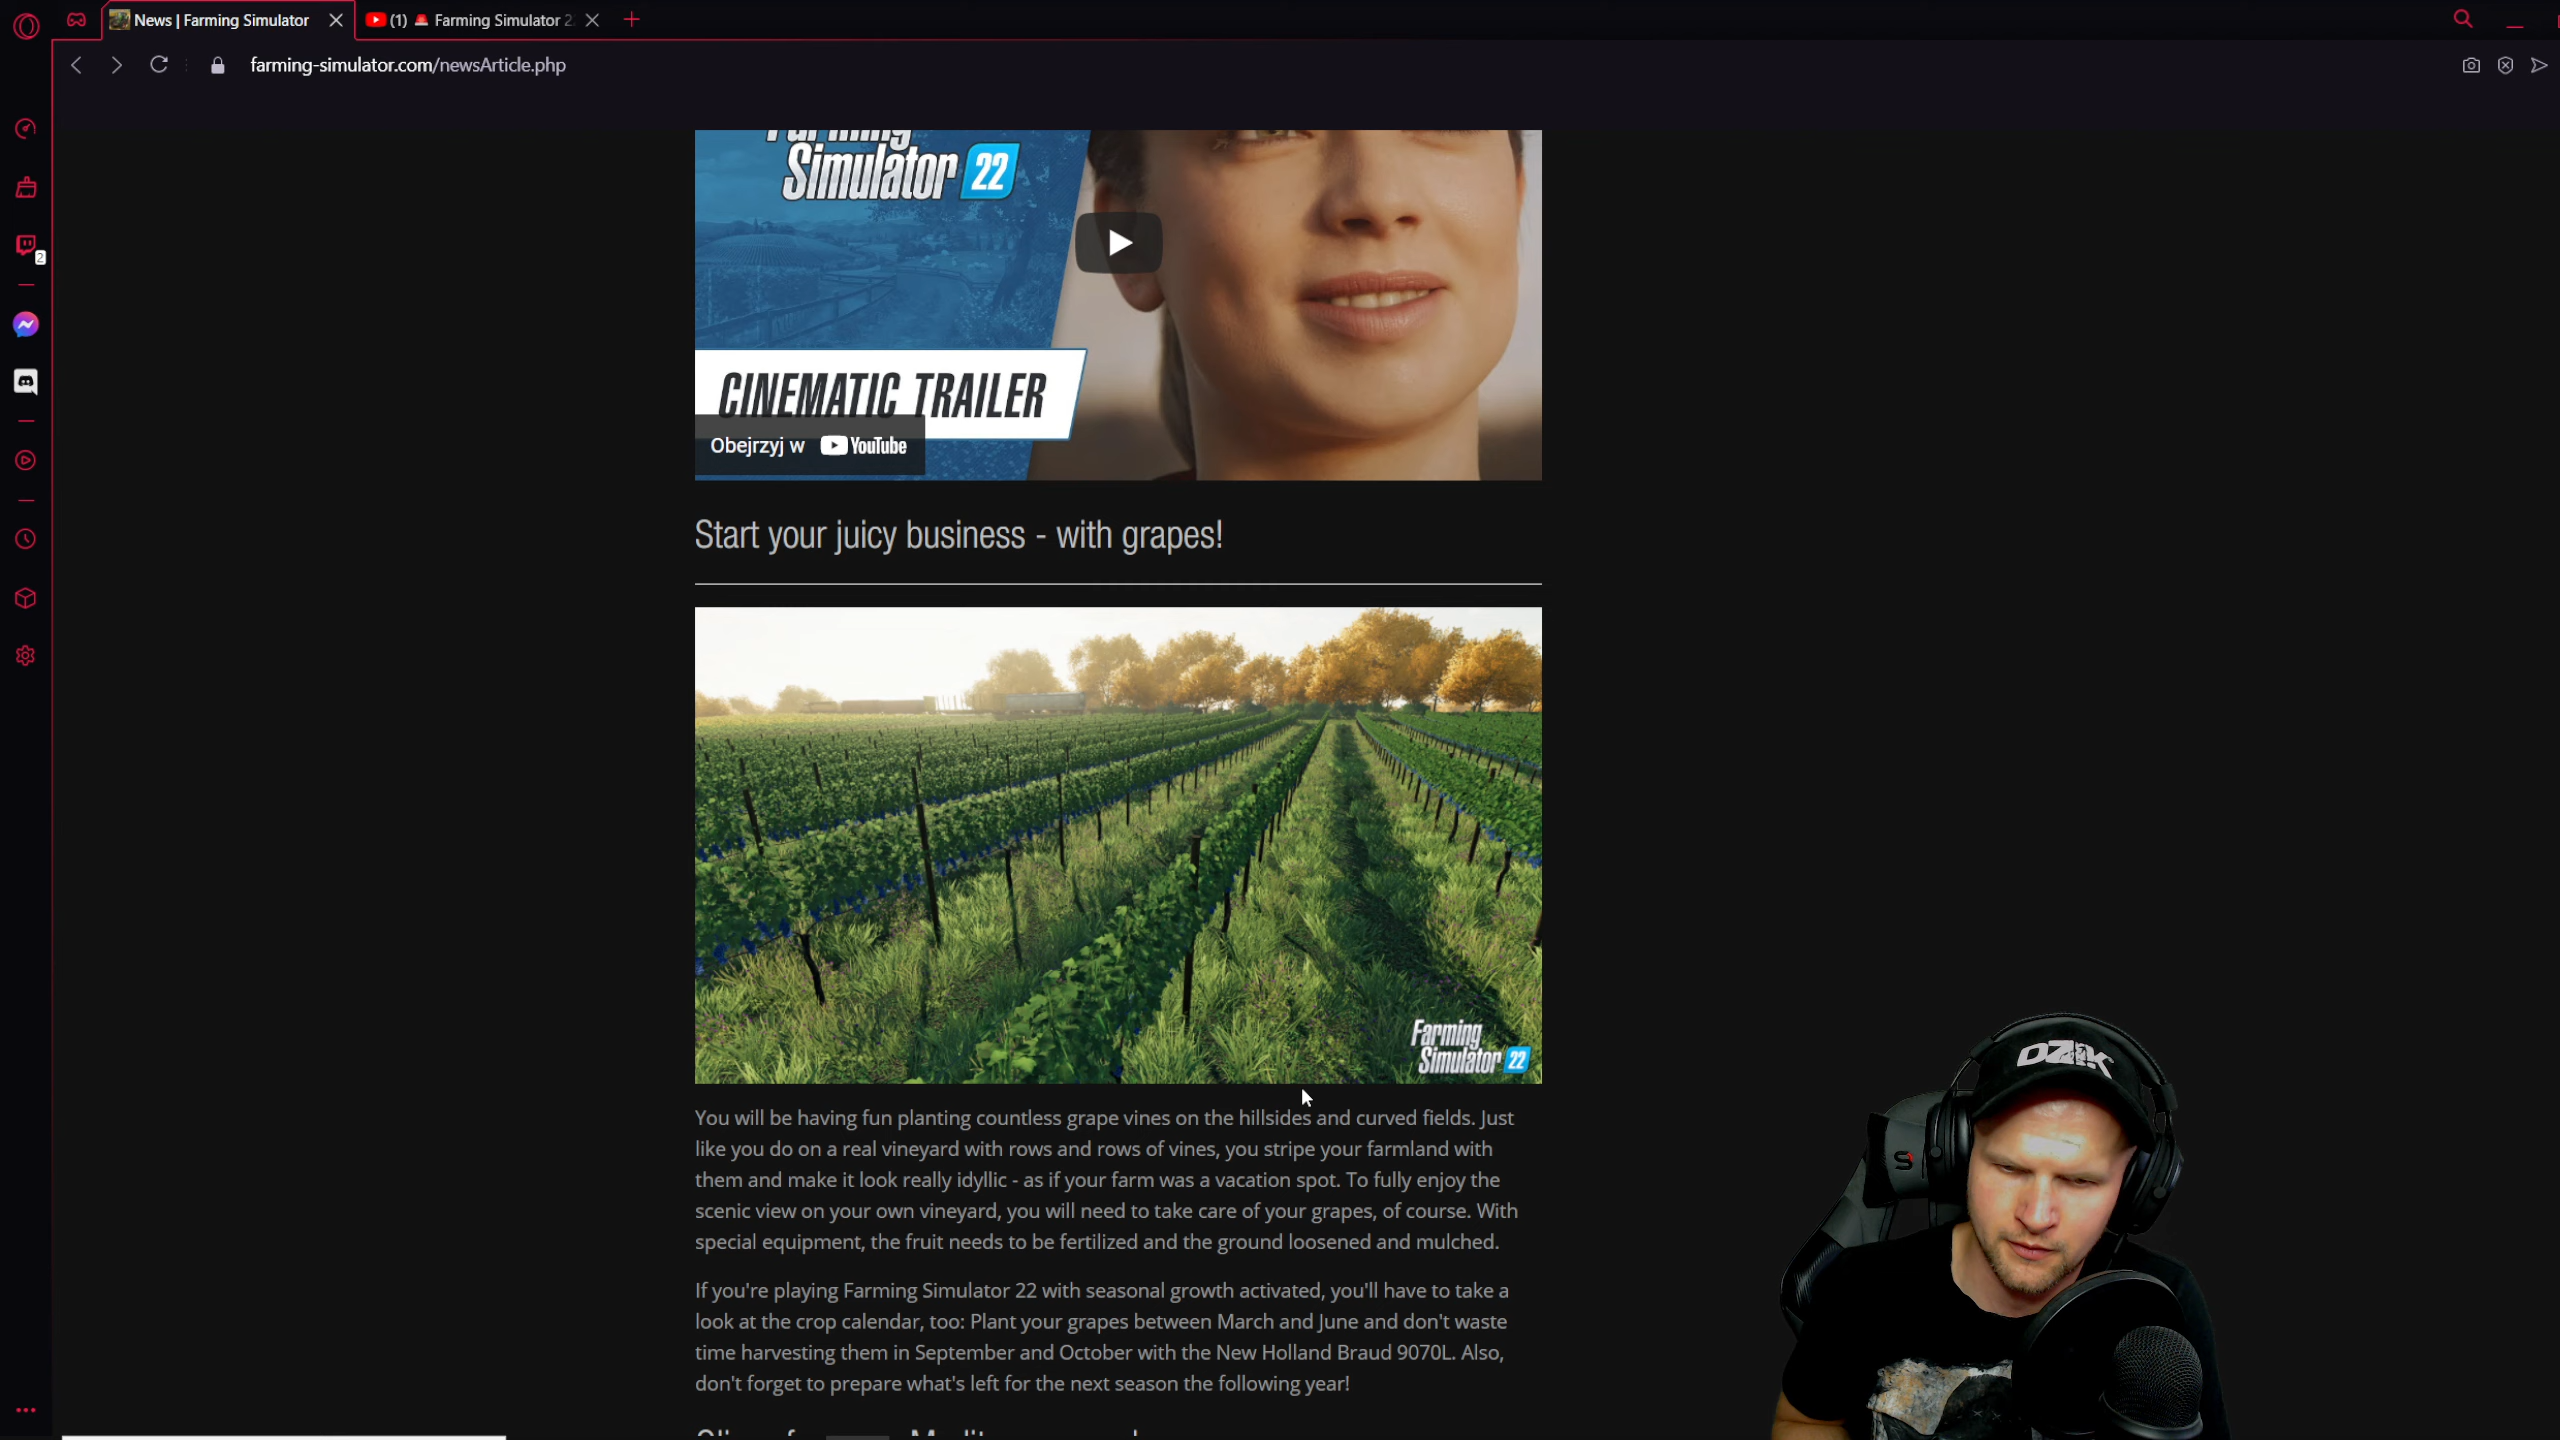 News | Farming Simulator
(1) 🚨 Farming Simulator 2
farming-simulator.com/newsArticle.php
2
Farming
Simulator 22
CINEMATIC TRAILER
Obejrzyj w YouTube
Start your juicy business - with grapes!
Farming
Simulator 22
DZIK
S
You will be having fun planting countless grape vines on the hillsides and curved fields. Just
like you do on a real vineyard with rows and rows of vines, you stripe your farmland with
them and make it look really idyllic - as if your farm was a vacation spot. To fully enjoy the
scenic view on your own vineyard, you will need to take care of your grapes, of course. With
special equipment, the fruit needs to be fertilized and the ground loosened and mulched.
If you're playing Farming Simulator 22 with seasonal growth activated, you'll have to take a
look at the crop calendar, too: Plant your grapes between March and June and don't waste
time harvesting them in September and October with the New Holland Braud 9070L. Also,
don't forget to prepare what's left for the next season the following year!